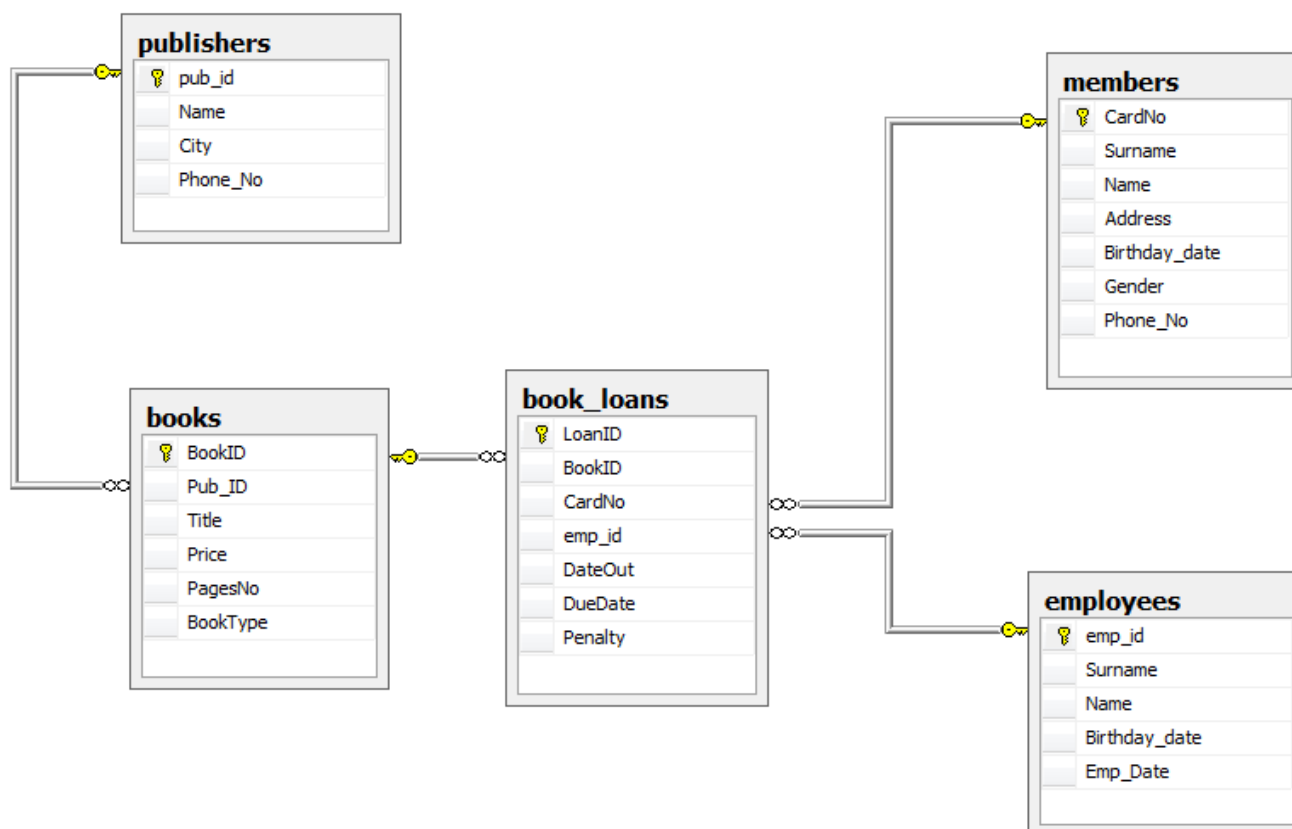 publishers
pub_id
Name
City
Phone_No
members
CardNo
Surname
Name
Address
Birthday_date
Gender
Phone_No
books
BookID
Pub_ID
Title
Price
PagesNo
BookType
book_loans
LoanID
BookID
CardNo
emp_id
DateOut
DueDate
Penalty
employees
emp_id
Surname
Name
Birthday_date
Emp_Date